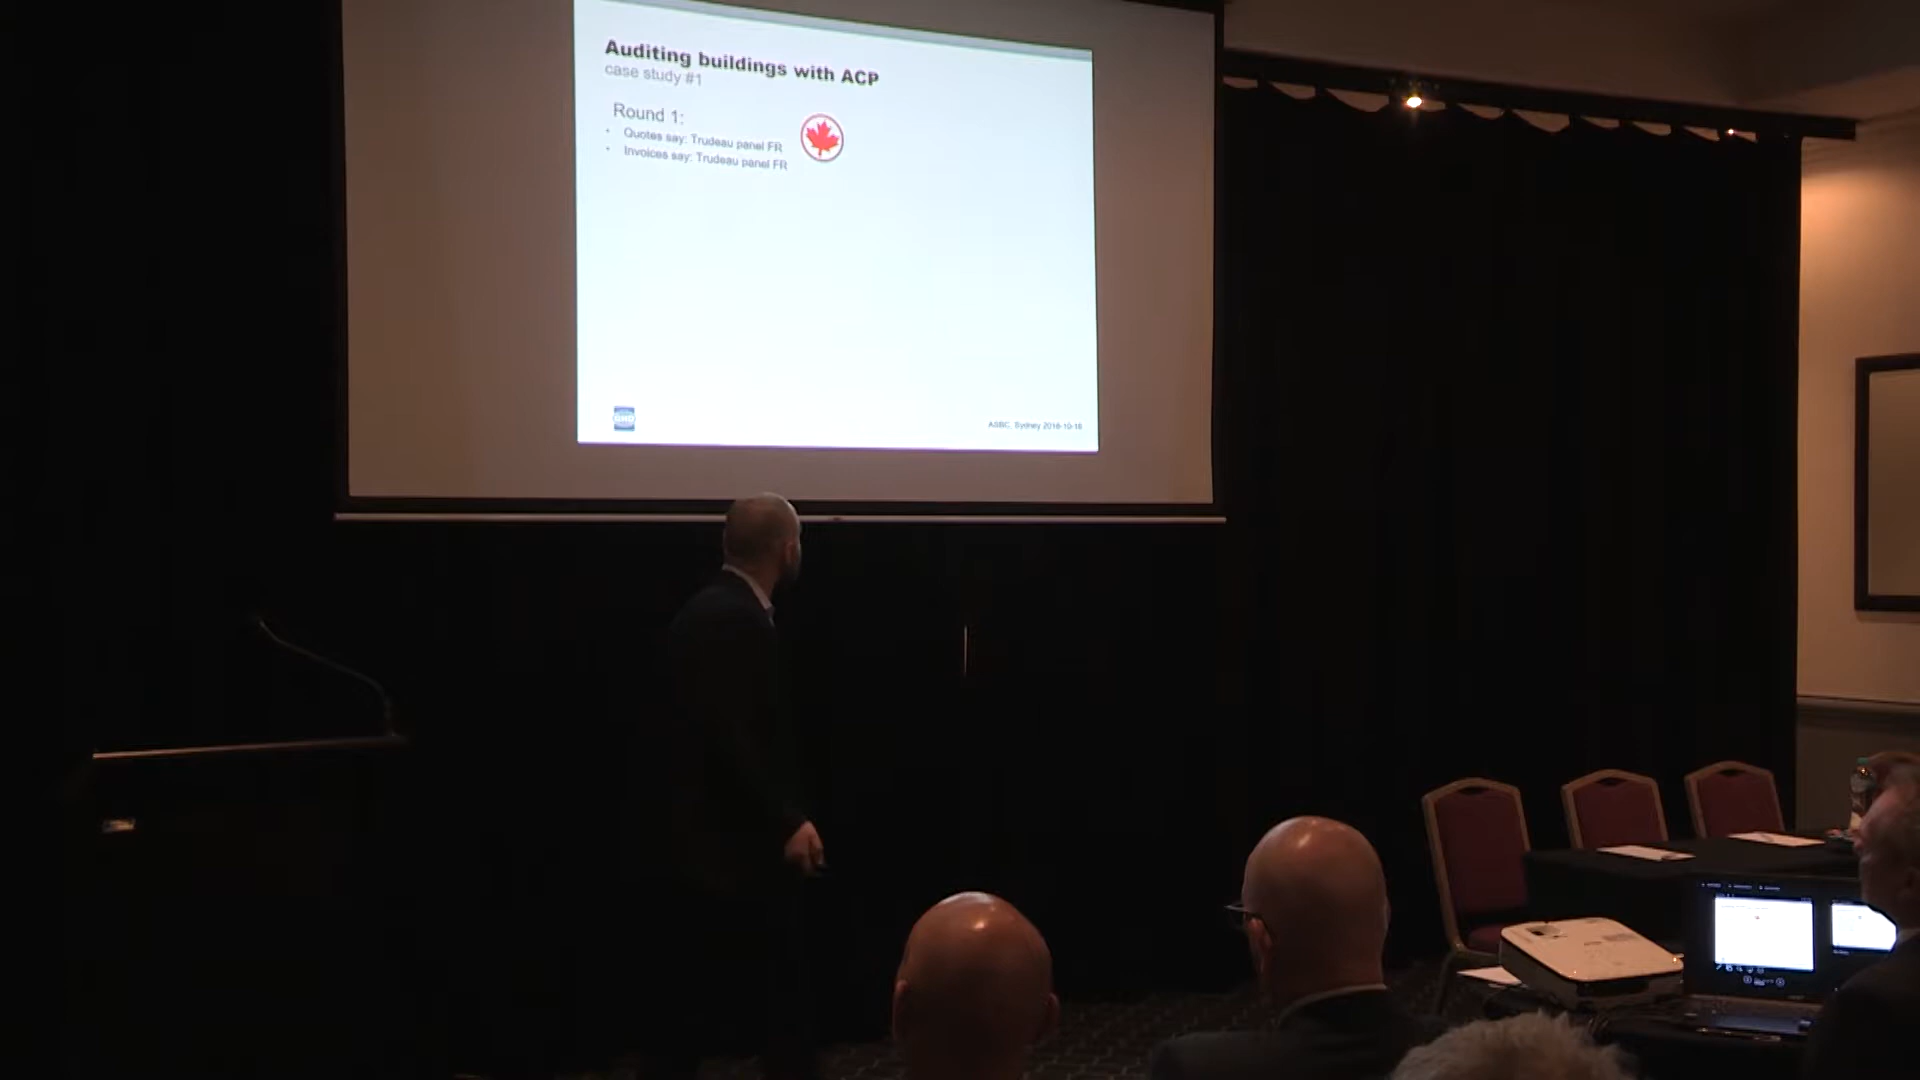 Auditing buildings with ACP
case study #1
Round 1:
• Quotes say: Trudeau panel FR
• Invoices say: Trudeau panel FR
ASBC, Sydney 2016-10-18